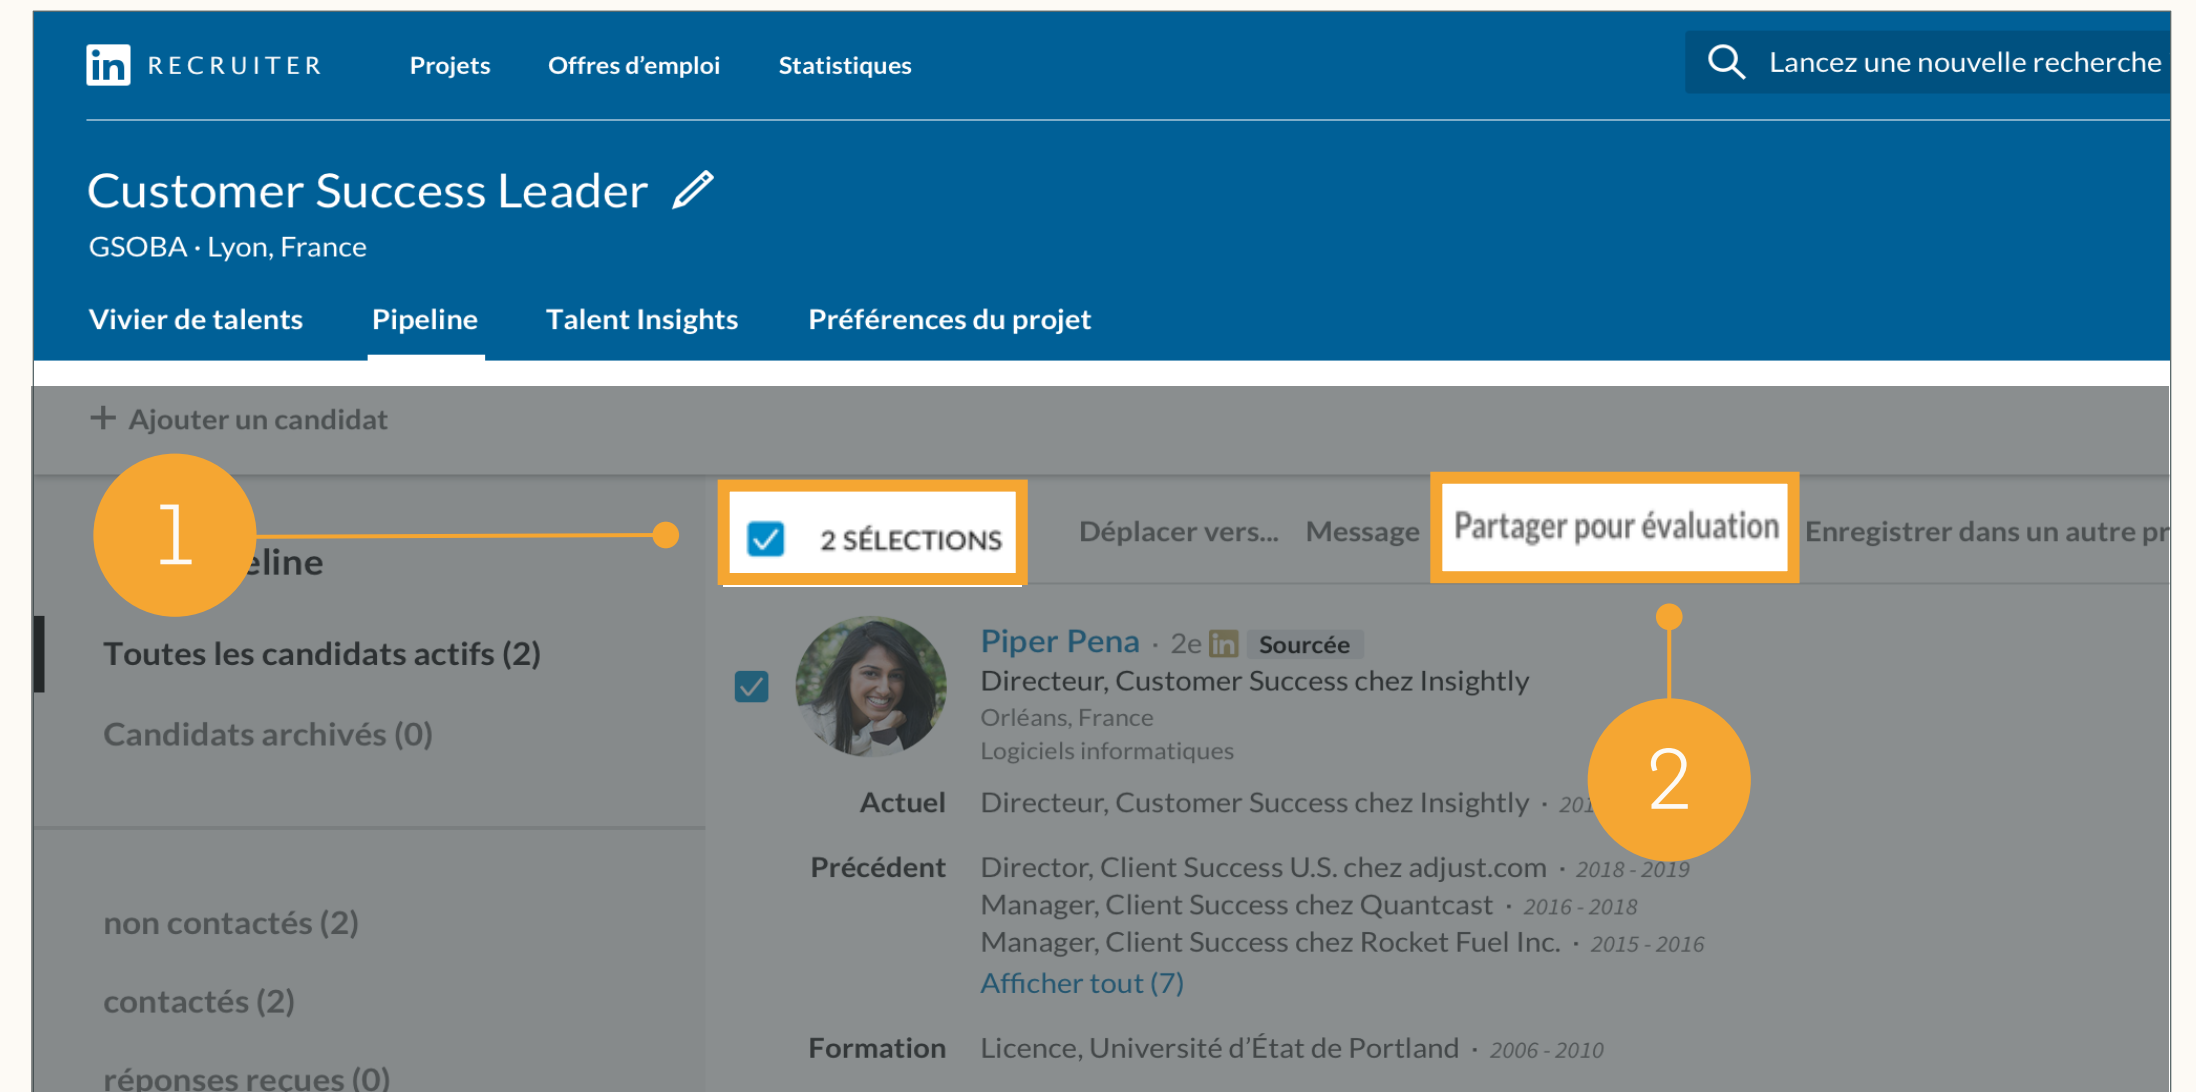 in RECRUITER Projets Offres d'emploi Statistiques Lancez une nouvelle recherche
Customer Success Leader
GSOBA · Lyon, France
Vivier de talents Pipeline Talent Insights Préférences du projet
+ Ajouter un candidat
1
2 SÉLECTIONS Déplacer vers... Message Partager pour évaluation Enregistrer dans un autre
Toutes les candidats actifs (2)
Candidats archivés (0)
non contactés (2)
contactés (2)
réponses reçues (0)
Piper Pena · 2e in Sourcée
Directeur, Customer Success chez Insightly
Orléans, France
Logiciels informatiques
2
Actuel Directeur, Customer Success chez Insightly ·
Précédent Director, Client Success U.S. chez adjust.com · 2018 - 2019
Manager, Client Success chez Quantcast · 2016 - 2018
Manager, Client Success chez Rocket Fuel Inc. · 2015 - 2016
Afficher tout (7)
Formation Licence, Université d'État de Portland · 2006 - 2010